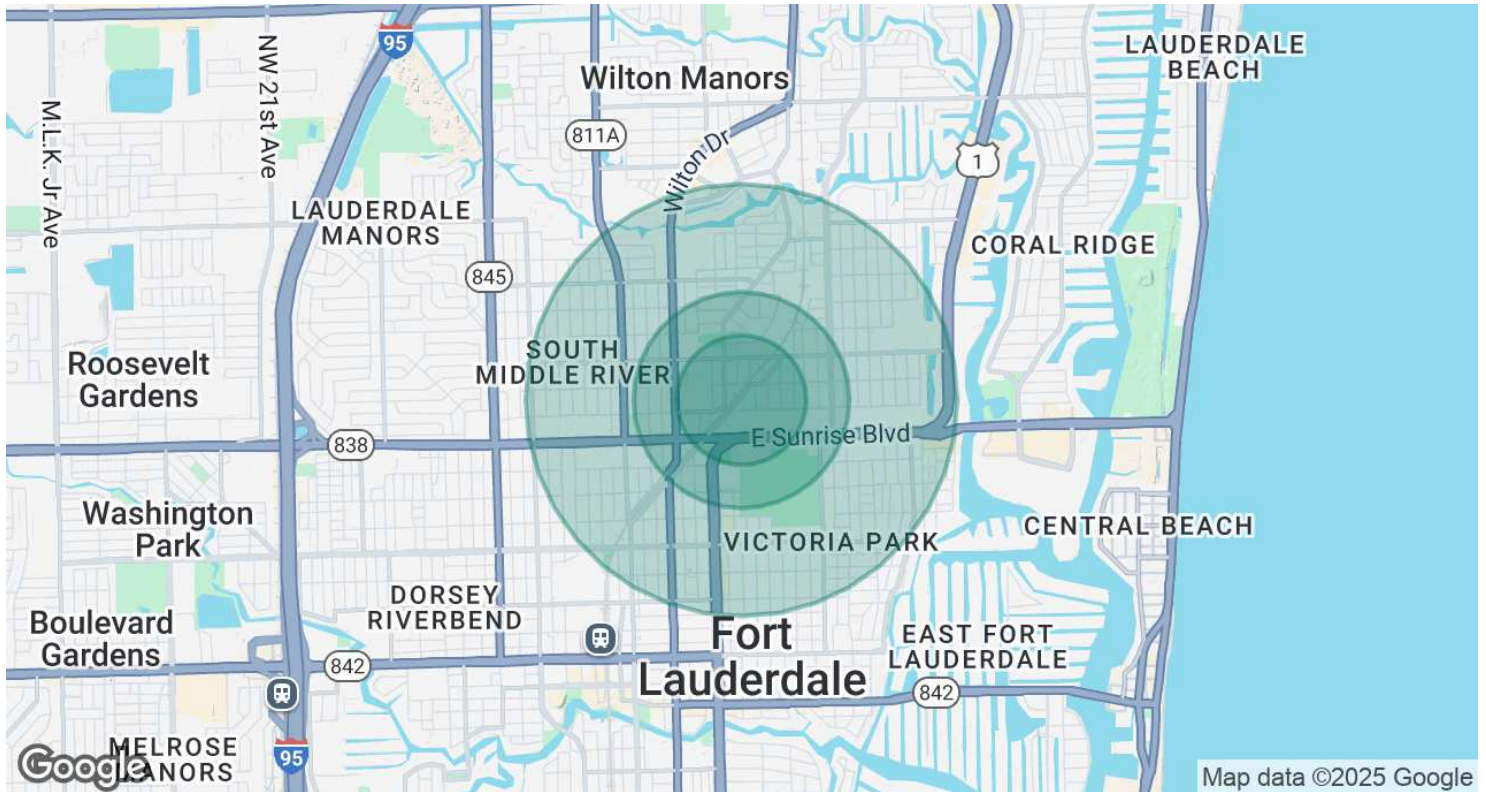 LAUDERDALE
BEACH
95
NW 21st Ave
Wilton Manors
M.L.K. Jr Ave
811A
Wilton Dr
1
LAUDERDALE
MANORS
CORAL RIDGE
845
SOUTH
MIDDLE RIVER
Roosevelt
Gardens
838
E Sunrise Blvd
Washington
Park
CENTRAL BEACH
VICTORIA PARK
DORSEY
RIVERBEND
Boulevard
Gardens
Fort
Lauderdale
EAST FORT
LAUDERDALE
842
842
MELROSE
MANORS
95
Google
Map data ©2025 Google